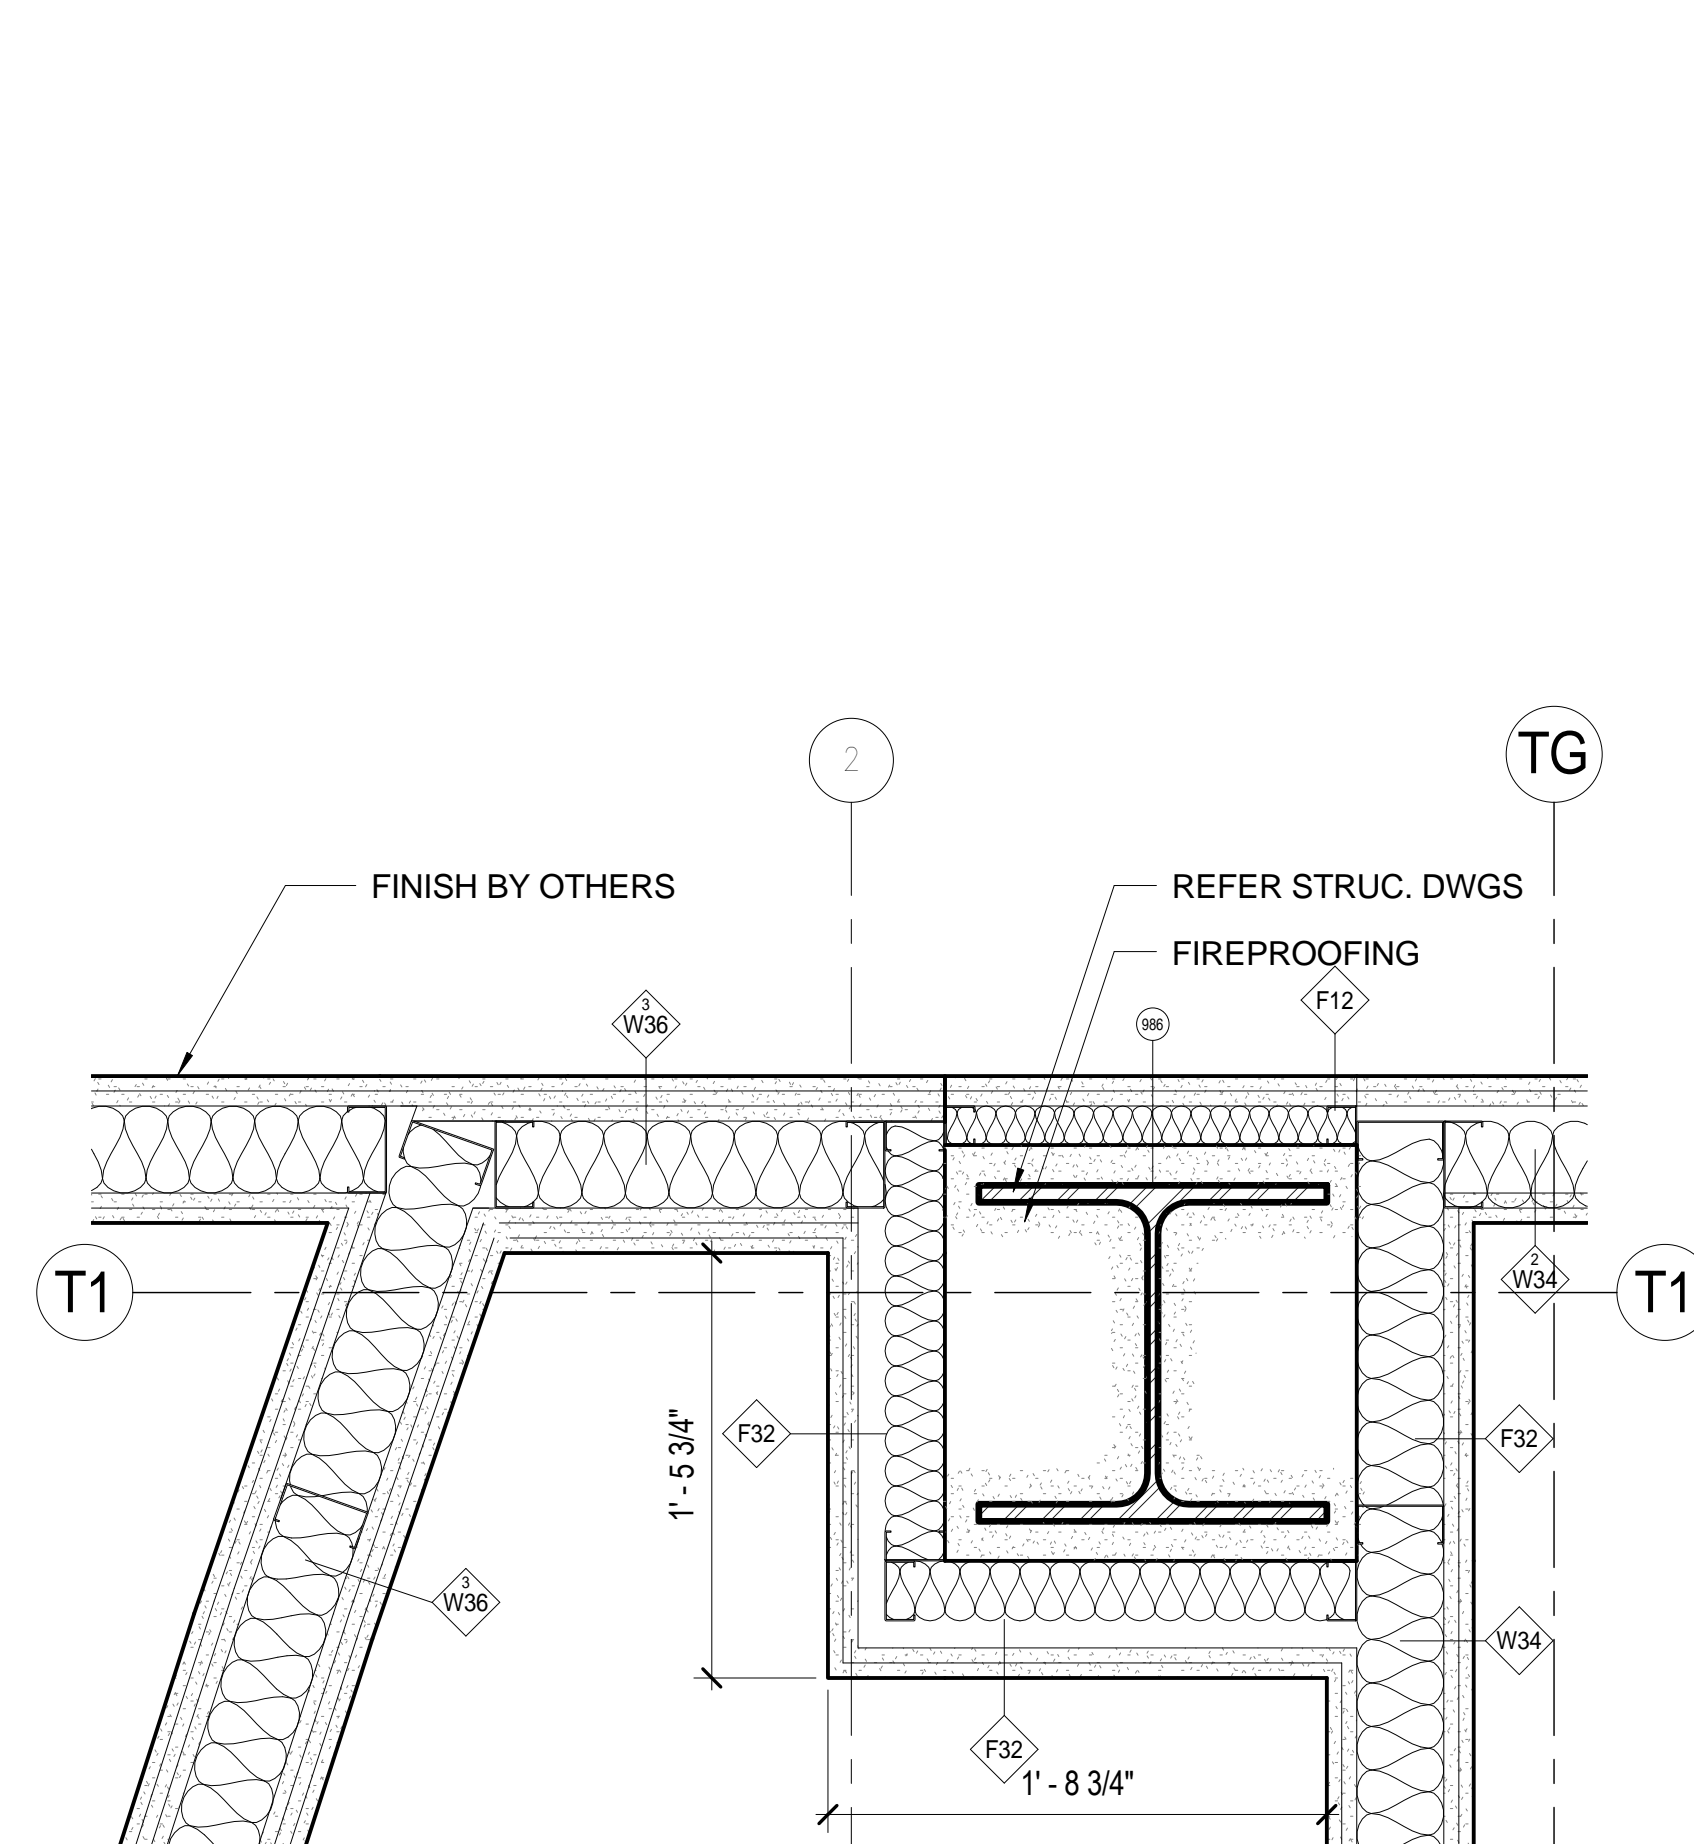 2
TG
FINISH BY OTHERS
REFER STRUC. DWGS
FIREPROOFING
F12
3
W36
986
T1
2
W34
T1
F32
1' - 5 3/4"
F32
3
W36
W34
F32
1' - 8 3/4"